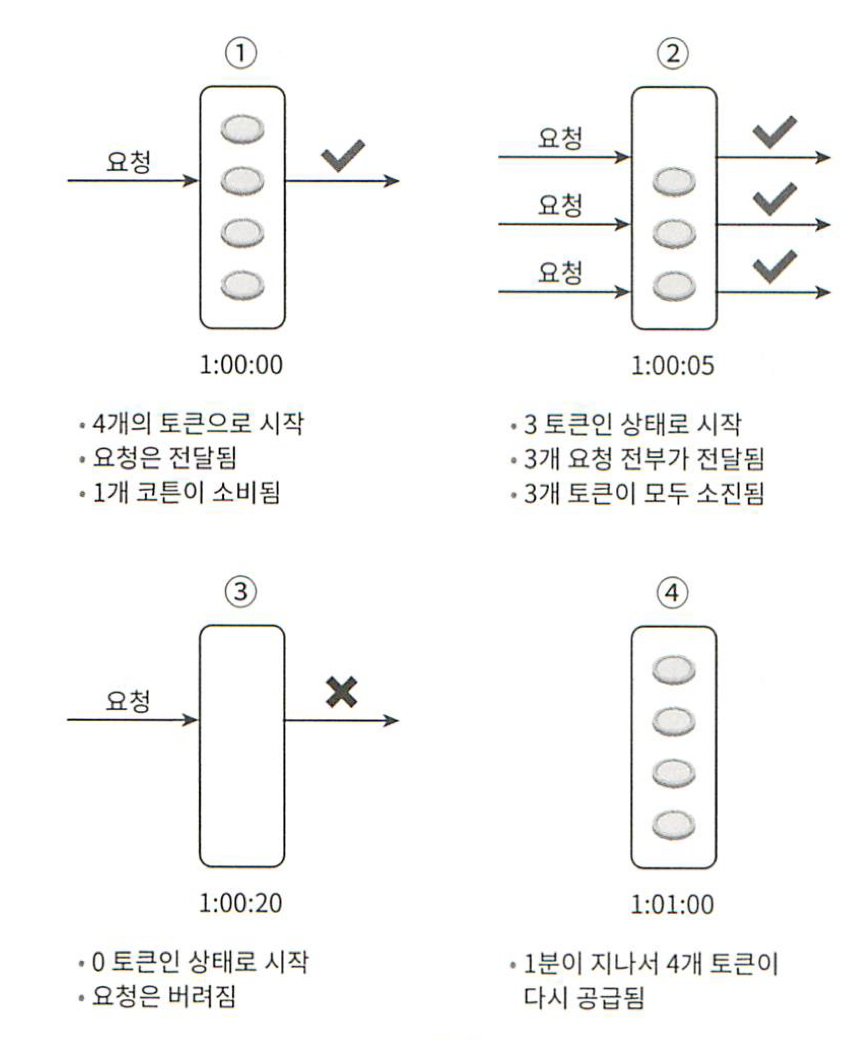 ①
요청
1:00:00
• 4개의 토큰으로 시작
• 요청은 전달됨
• 1개 코튼이 소비됨
②
요청
요청
요청
1:00:05
• 3 토큰인 상태로 시작
• 3개 요청 전부가 전달됨
• 3개 토큰이 모두 소진됨
③
요청
1:00:20
• 0 토큰인 상태로 시작
• 요청은 버려짐
④
1:01:00
• 1분이 지나서 4개 토큰이
다시 공급됨